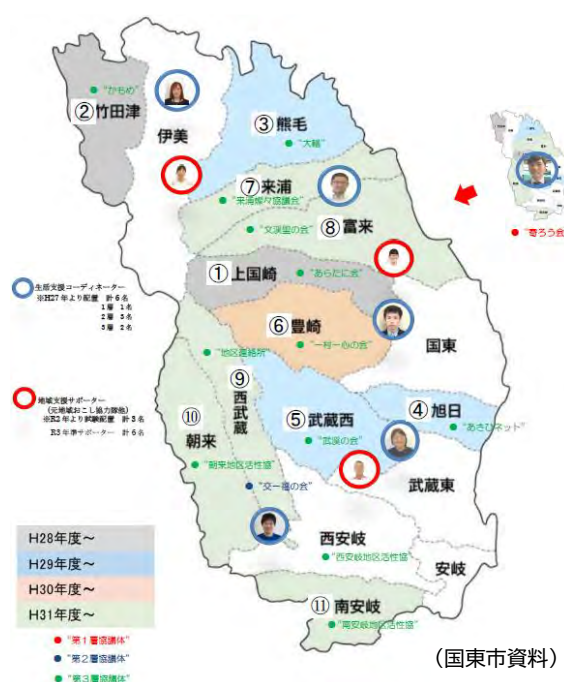 "かもめ"
②竹田津
伊美
③熊毛
"大輪"
⑦来浦
"来浦燦々協議会"
"文渓里の会"
⑧富来
"寄ろう会"
①上国崎
"あらたに会"
生活支援コーディネーター
※H27年より配置 計6名
1層 1名
2層 3名
3層 2名
⑥豊崎
"一村一心の会"
国東
"地区連絡所"
⑨西武蔵
地域支援サポーター
(元地域おこし協力隊他)
※R2年より試験配置 計3名
R3年準サポーター 計6名
⑩
朝来
"朝来地区活性協"
⑤武蔵西
"武渓の会"
④旭日
"あさひネット"
武蔵東
"交一福の会"
西安岐
"西安岐地区活性協"
安岐
⑪南安岐
"南安岐地区活性協"
H28年度～
H29年度～
H30年度～
H31年度～
"第1層協議体"
"第2層協議体"
"第3層協議体"
（国東市資料）